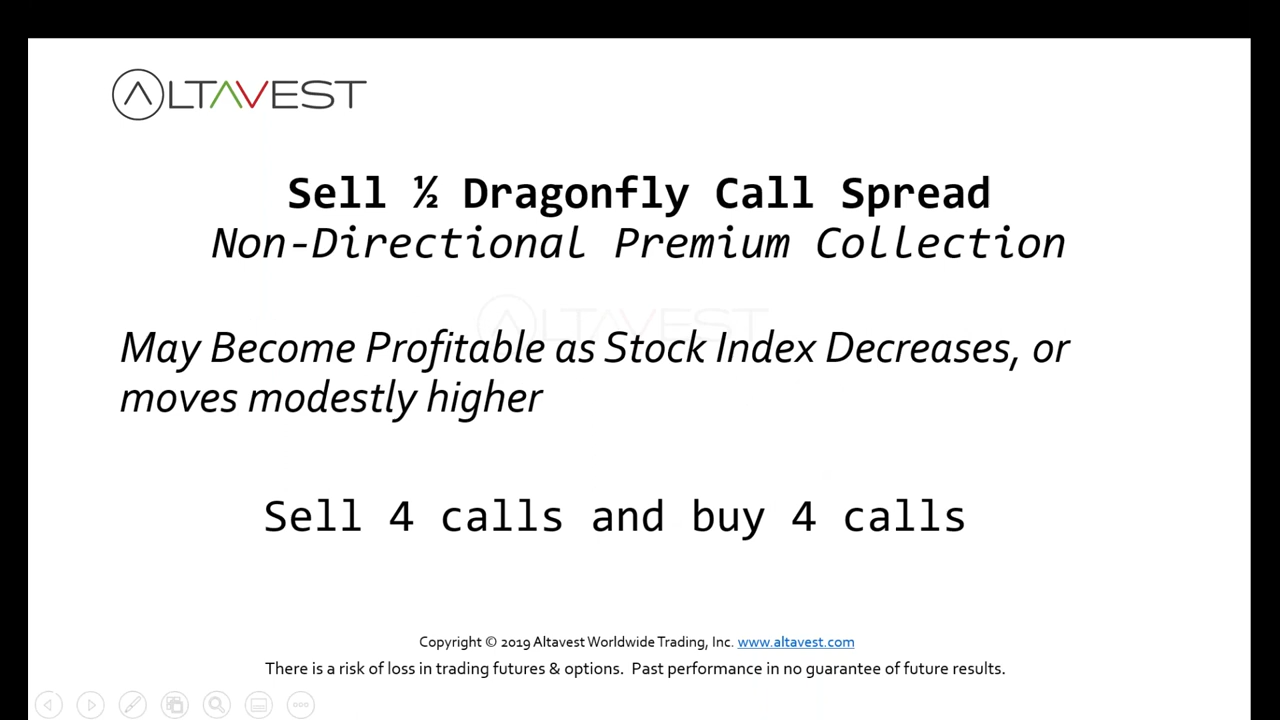 ALTAVEST
Sell ½ Dragonfly Call Spread
Non-Directional Premium Collection
ALTAVEST
May Become Profitable as Stock Index Decreases, or
moves modestly higher
Sell 4 calls and buy 4 calls
Copyright © 2019 Altavest Worldwide Trading, Inc. www.altavest.com
There is a risk of loss in trading futures & options.  Past performance in no guarantee of future results.